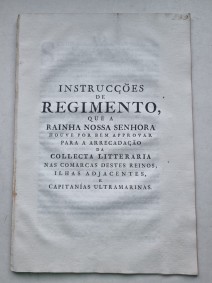 INSTRUCÇÕES
DE
REGIMENTO,
QUE A
RAINHA NOSSA SENHORA
HOUVE POR BEM APPROVAR
PARA A ARRECADAÇÃO
DA
COLLECTA LITTERARIA
NAS COMARCAS DESTES REINOS,
ILHAS ADJACENTES,
E
CAPITANIAS ULTRAMARINAS.